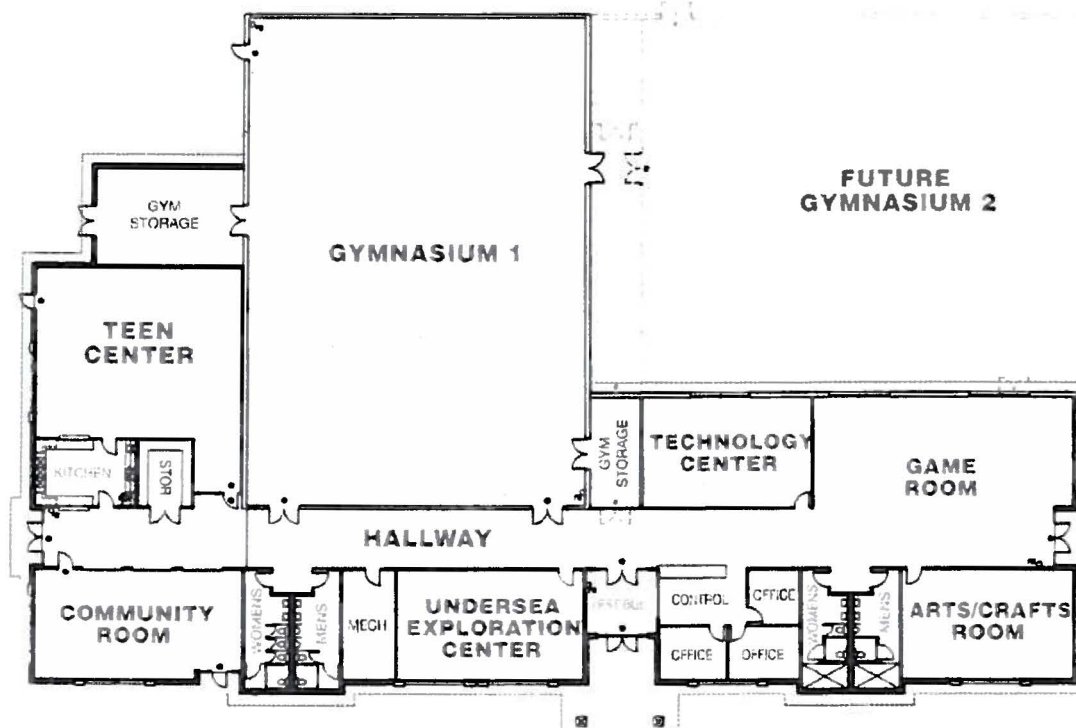 FUTURE
GYMNASIUM 2
GYM
STORAGE
GYMNASIUM 1
TEEN
CENTER
GYM
STORAGE
TECHNOLOGY
CENTER
GAME
ROOM
KITCHEN
STOR
HALLWAY
COMMUNITY
ROOM
WOMENS
MENS
MECH
UNDERSEA
EXPLORATION
CENTER
CONTROL
OFFICE
OFFICE
OFFICE
WOMENS
MENS
ARTS/CRAFTS
ROOM